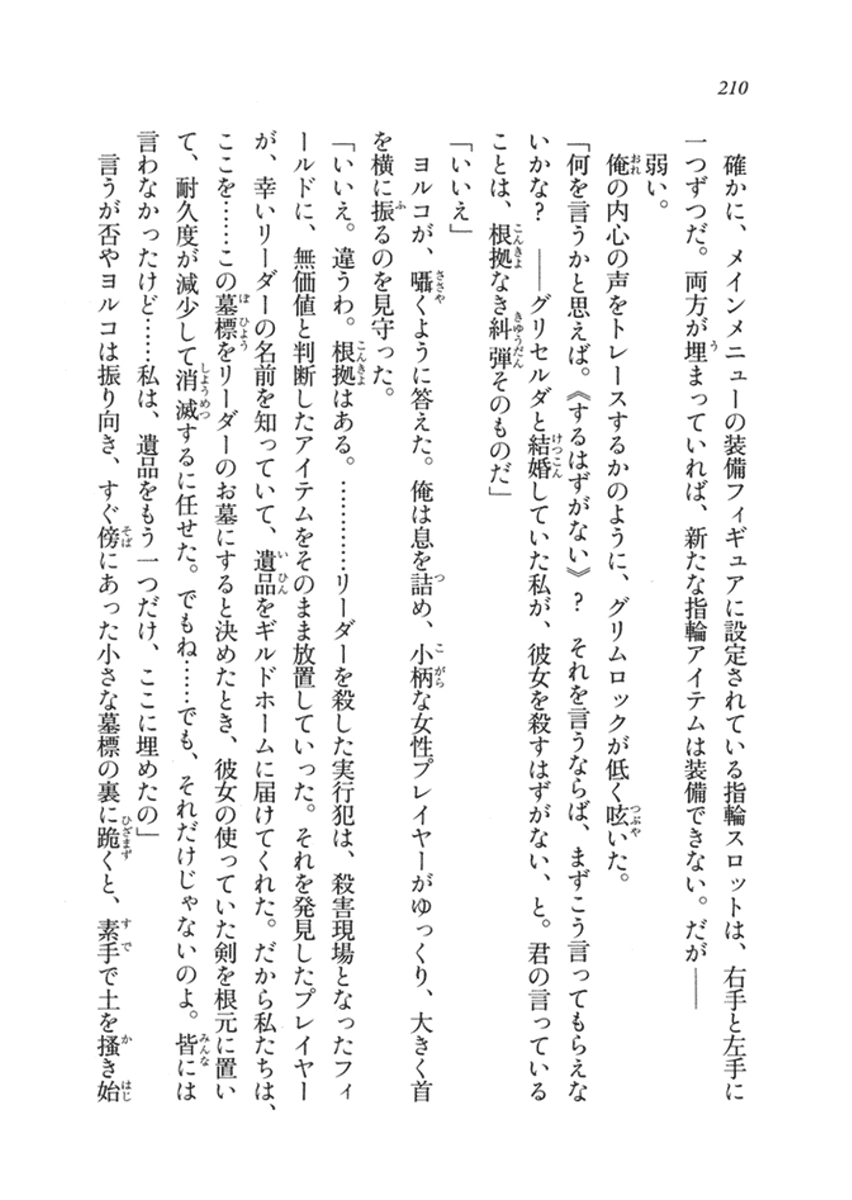 210
確かに、メインメニューの装備フィギュアに設定されている指輪スロットは、右手と左手に
一つずつだ。両方が埋まっていれば、新たな指輪アイテムは装備できない。だが――
弱い。
俺の内心の声をトレースするかのように、グリムロックが低く呟いた。
「何を言うかと思えば。《するはずがない》？　それを言うならば、まずこう言ってもらえな
いかな？　――グリセルダと結婚していた私が、彼女を殺すはずがない、と。君の言っている
ことは、根拠なき糾弾そのものだ」
「いいえ」
ヨルコが、囁くように答えた。俺は息を詰め、小柄な女性プレイヤーがゆっくり、大きく首
を横に振るのを見守った。
「いいえ。違うわ。根拠はある。…………リーダーを殺した実行犯は、殺害現場となったフィ
ールドに、無価値と判断したアイテムをそのまま放置していった。それを発見したプレイヤー
が、幸いリーダーの名前を知っていて、遺品をギルドホームに届けてくれた。だから私たちは、
ここを……この墓標をリーダーのお墓にすると決めたとき、彼女の使っていた剣を根元に置い
て、耐久度が減少して消滅するに任せた。でもね……でも、それだけじゃないのよ。皆には
言わなかったけど……私は、遺品をもう一つだけ、ここに埋めたの」
言うが否やヨルコは振り向き、すぐ傍にあった小さな墓標の裏に跪くと、素手で土を掻き始